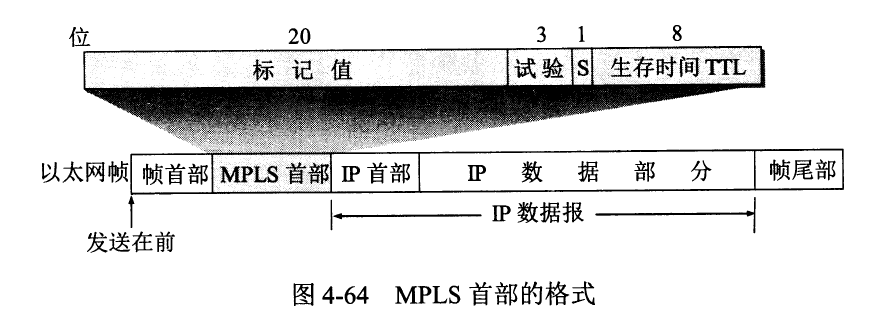 位 20 3 1 8
标记值 试验 S 生存时间 TTL
以太网帧 帧首部 MPLS 首部 IP 首部 IP 数据部分 帧尾部
IP 数据报
发送在前
图 4-64 MPLS 首部的格式